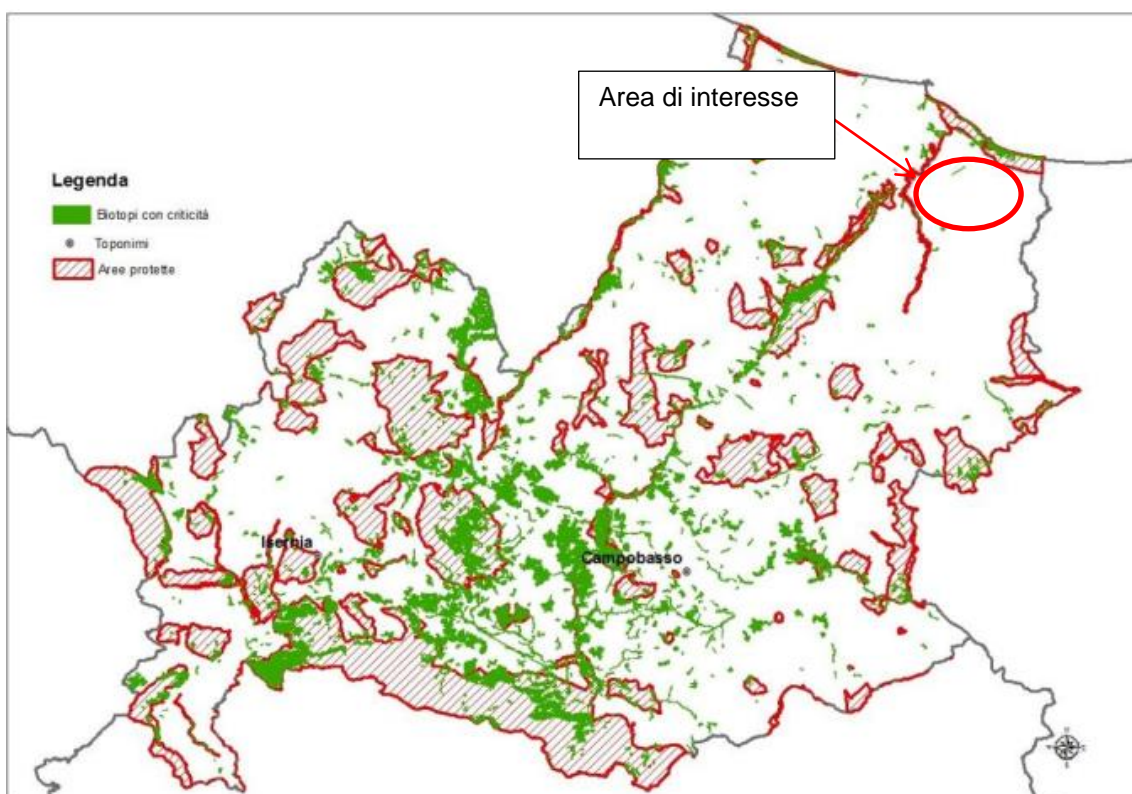 Area di interesse
Legenda
Biotopi con criticità
Toponimi
Aree protette
Isernia
Campobasso